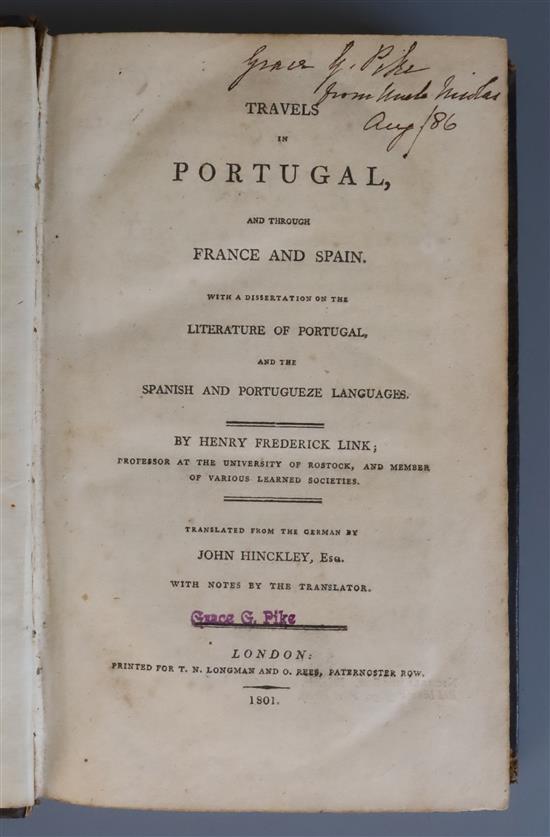 Grace G. Pike
from Uncle Nicolas
Aug/86
TRAVELS
IN
PORTUGAL,
AND THROUGH
FRANCE AND SPAIN.
WITH A DISSERTATION ON THE
LITERATURE OF PORTUGAL,
AND THE
SPANISH AND PORTUGUEZE LANGUAGES.
BY HENRY FREDERICK LINK;
PROFESSOR AT THE UNIVERSITY OF ROSTOCK, AND MEMBER
OF VARIOUS LEARNED SOCIETIES.
TRANSLATED FROM THE GERMAN BY
JOHN HINCKLEY, Esq.
WITH NOTES BY THE TRANSLATOR.
Grace G. Pike
LONDON:
PRINTED FOR T. N. LONGMAN AND O. REES, PATERNOSTER ROW.
1801.